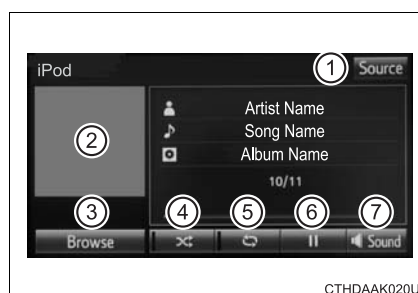 iPod
1 Source
Artist Name
2
Song Name
Album Name
10/11
3 4 5 6 7
Browse Sound
CTHDAAK020U